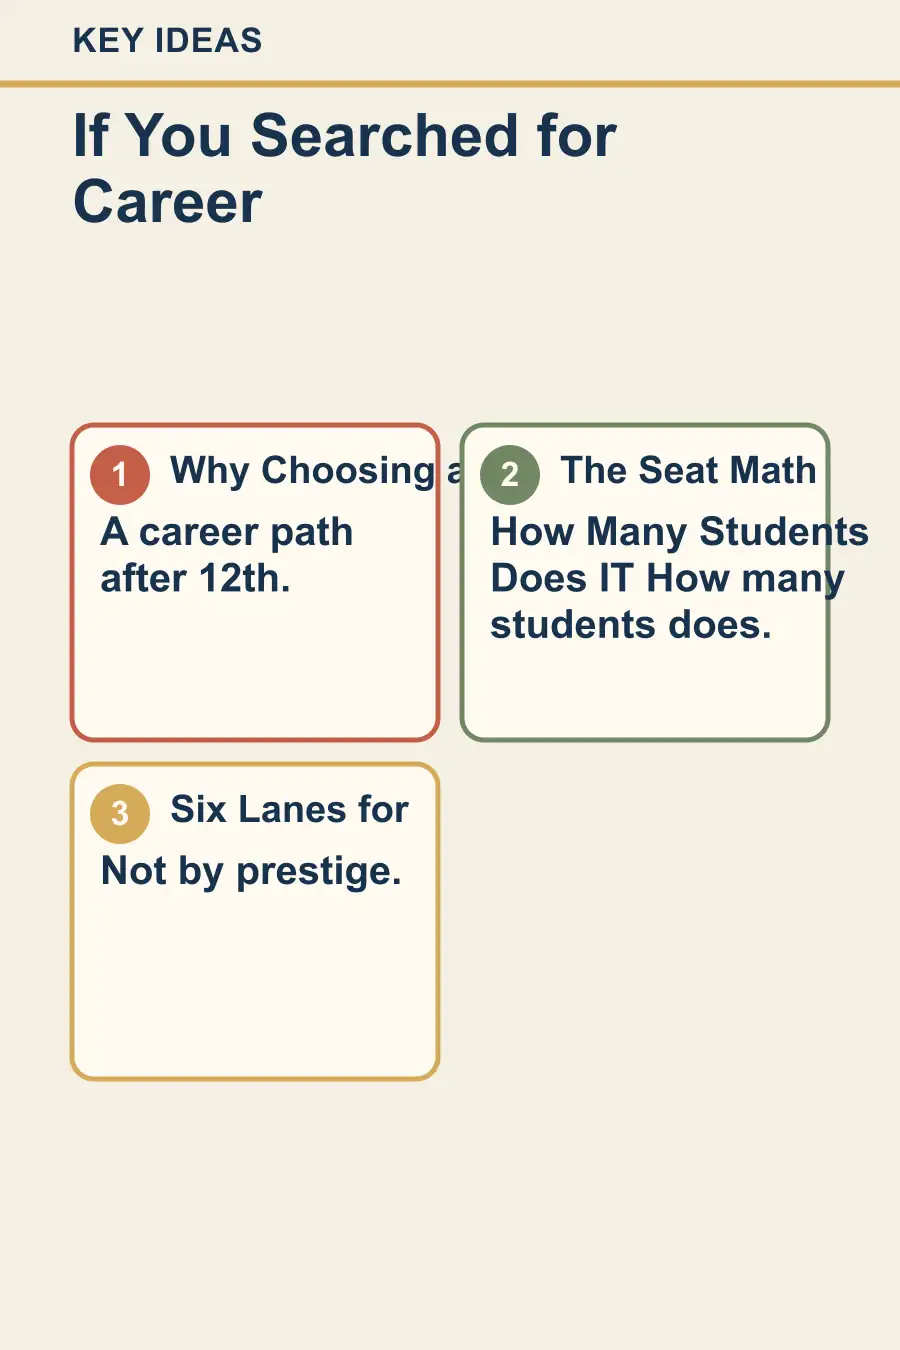 KEY IDEAS
If You Searched for
Career
1 Why Choosing a
A career path
after 12th.
2 The Seat Math
How Many Students
Does IT How many
students does.
3 Six Lanes for
Not by prestige.